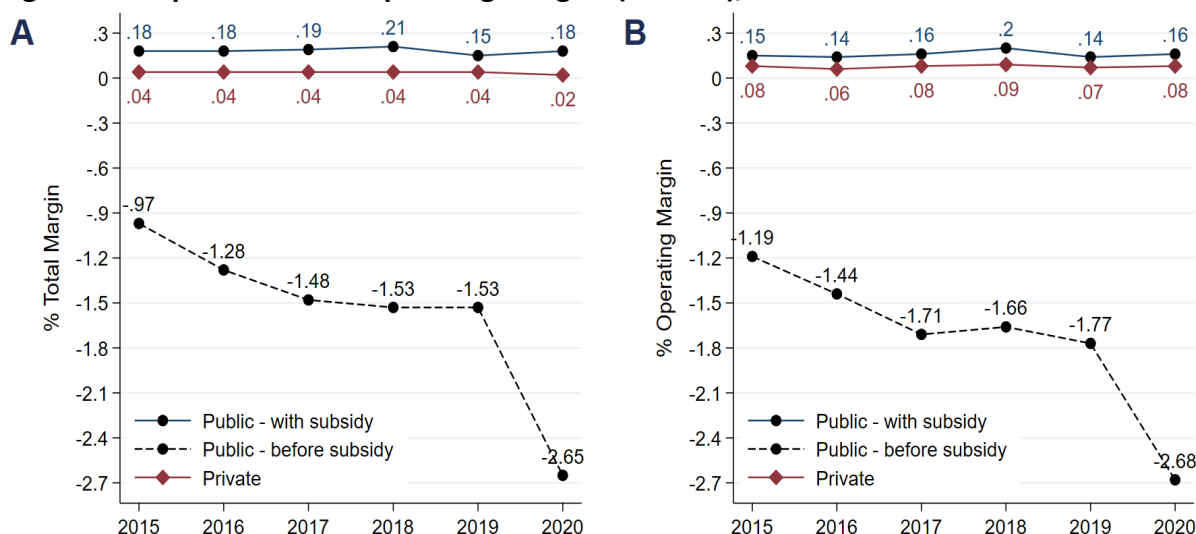 A
% Total Margin
.3
0
-.3
-.6
-.9
-1.2
-1.5
-1.8
-2.1
-2.4
-2.7
.18 .18 .19 .21 .15 .18
.04 .04 .04 .04 .04 .02
-.97
-1.28
-1.48
-1.53
-1.53
-2.65
Public - with subsidy
Public - before subsidy
Private
2015 2016 2017 2018 2019 2020
B
% Operating Margin
.3
0
-.3
-.6
-.9
-1.2
-1.5
-1.8
-2.1
-2.4
-2.7
.15 .14 .16 .2 .14 .16
.08 .06 .08 .09 .07 .08
-1.19
-1.44
-1.71
-1.66
-1.77
-2.68
Public - with subsidy
Public - before subsidy
Private
2015 2016 2017 2018 2019 2020